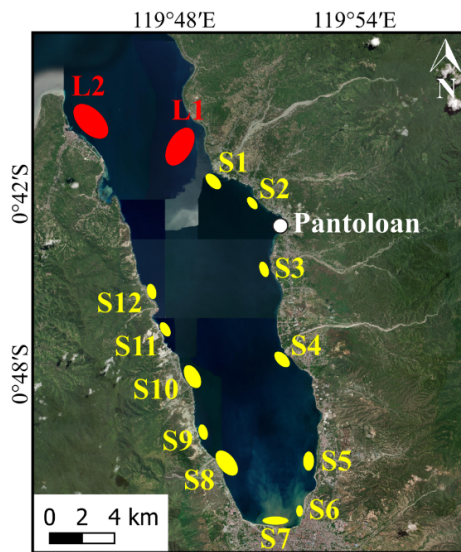 119°48′E 119°54′E
L2
L1
N
S1
S2
0°42′S
Pantoloan
S3
S12
S11
S4
0°48′S
S10
S9
S8
S5
S6
S7
0 2 4 km